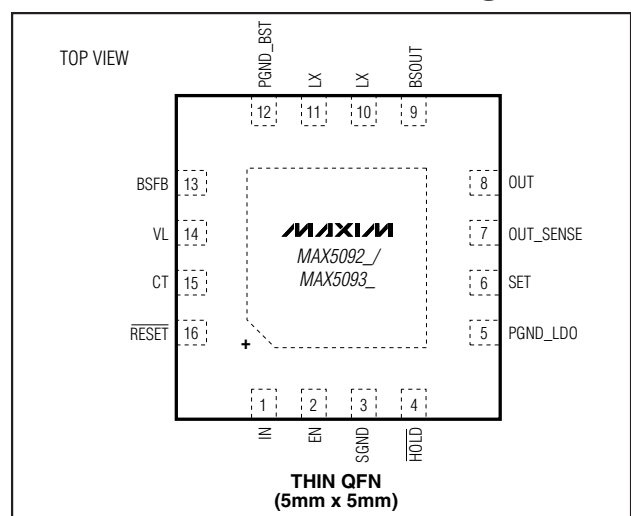 TOP VIEW
PGND_BST
LX
LX
BSOUT
12
11
10
9
BSFB 13
8 OUT
VL 14
7 OUT_SENSE
CT 15
6 SET
RESET 16
5 PGND_LDO
MAXIM
MAX5092_/
MAX5093_
+
1
2
3
4
IN
EN
SGND
HOLD
THIN QFN
(5mm x 5mm)